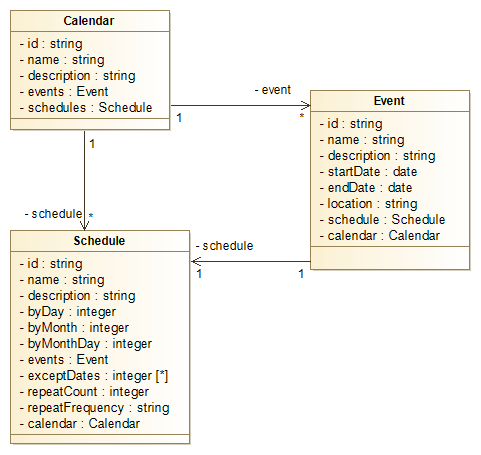 Calendar
- id : string
- name : string
- description : string
- events : Event
- schedules : Schedule
- event
1
*
Event
- id : string
- name : string
- description : string
- startDate : date
- endDate : date
- location : string
- schedule : Schedule
- calendar : Calendar
1
- schedule
*
Schedule
- id : string
- name : string
- description : string
- byDay : integer
- byMonth : integer
- byMonthDay : integer
- events : Event
- exceptDates : integer [*]
- repeatCount : integer
- repeatFrequency : string
- calendar : Calendar
- schedule
1
1